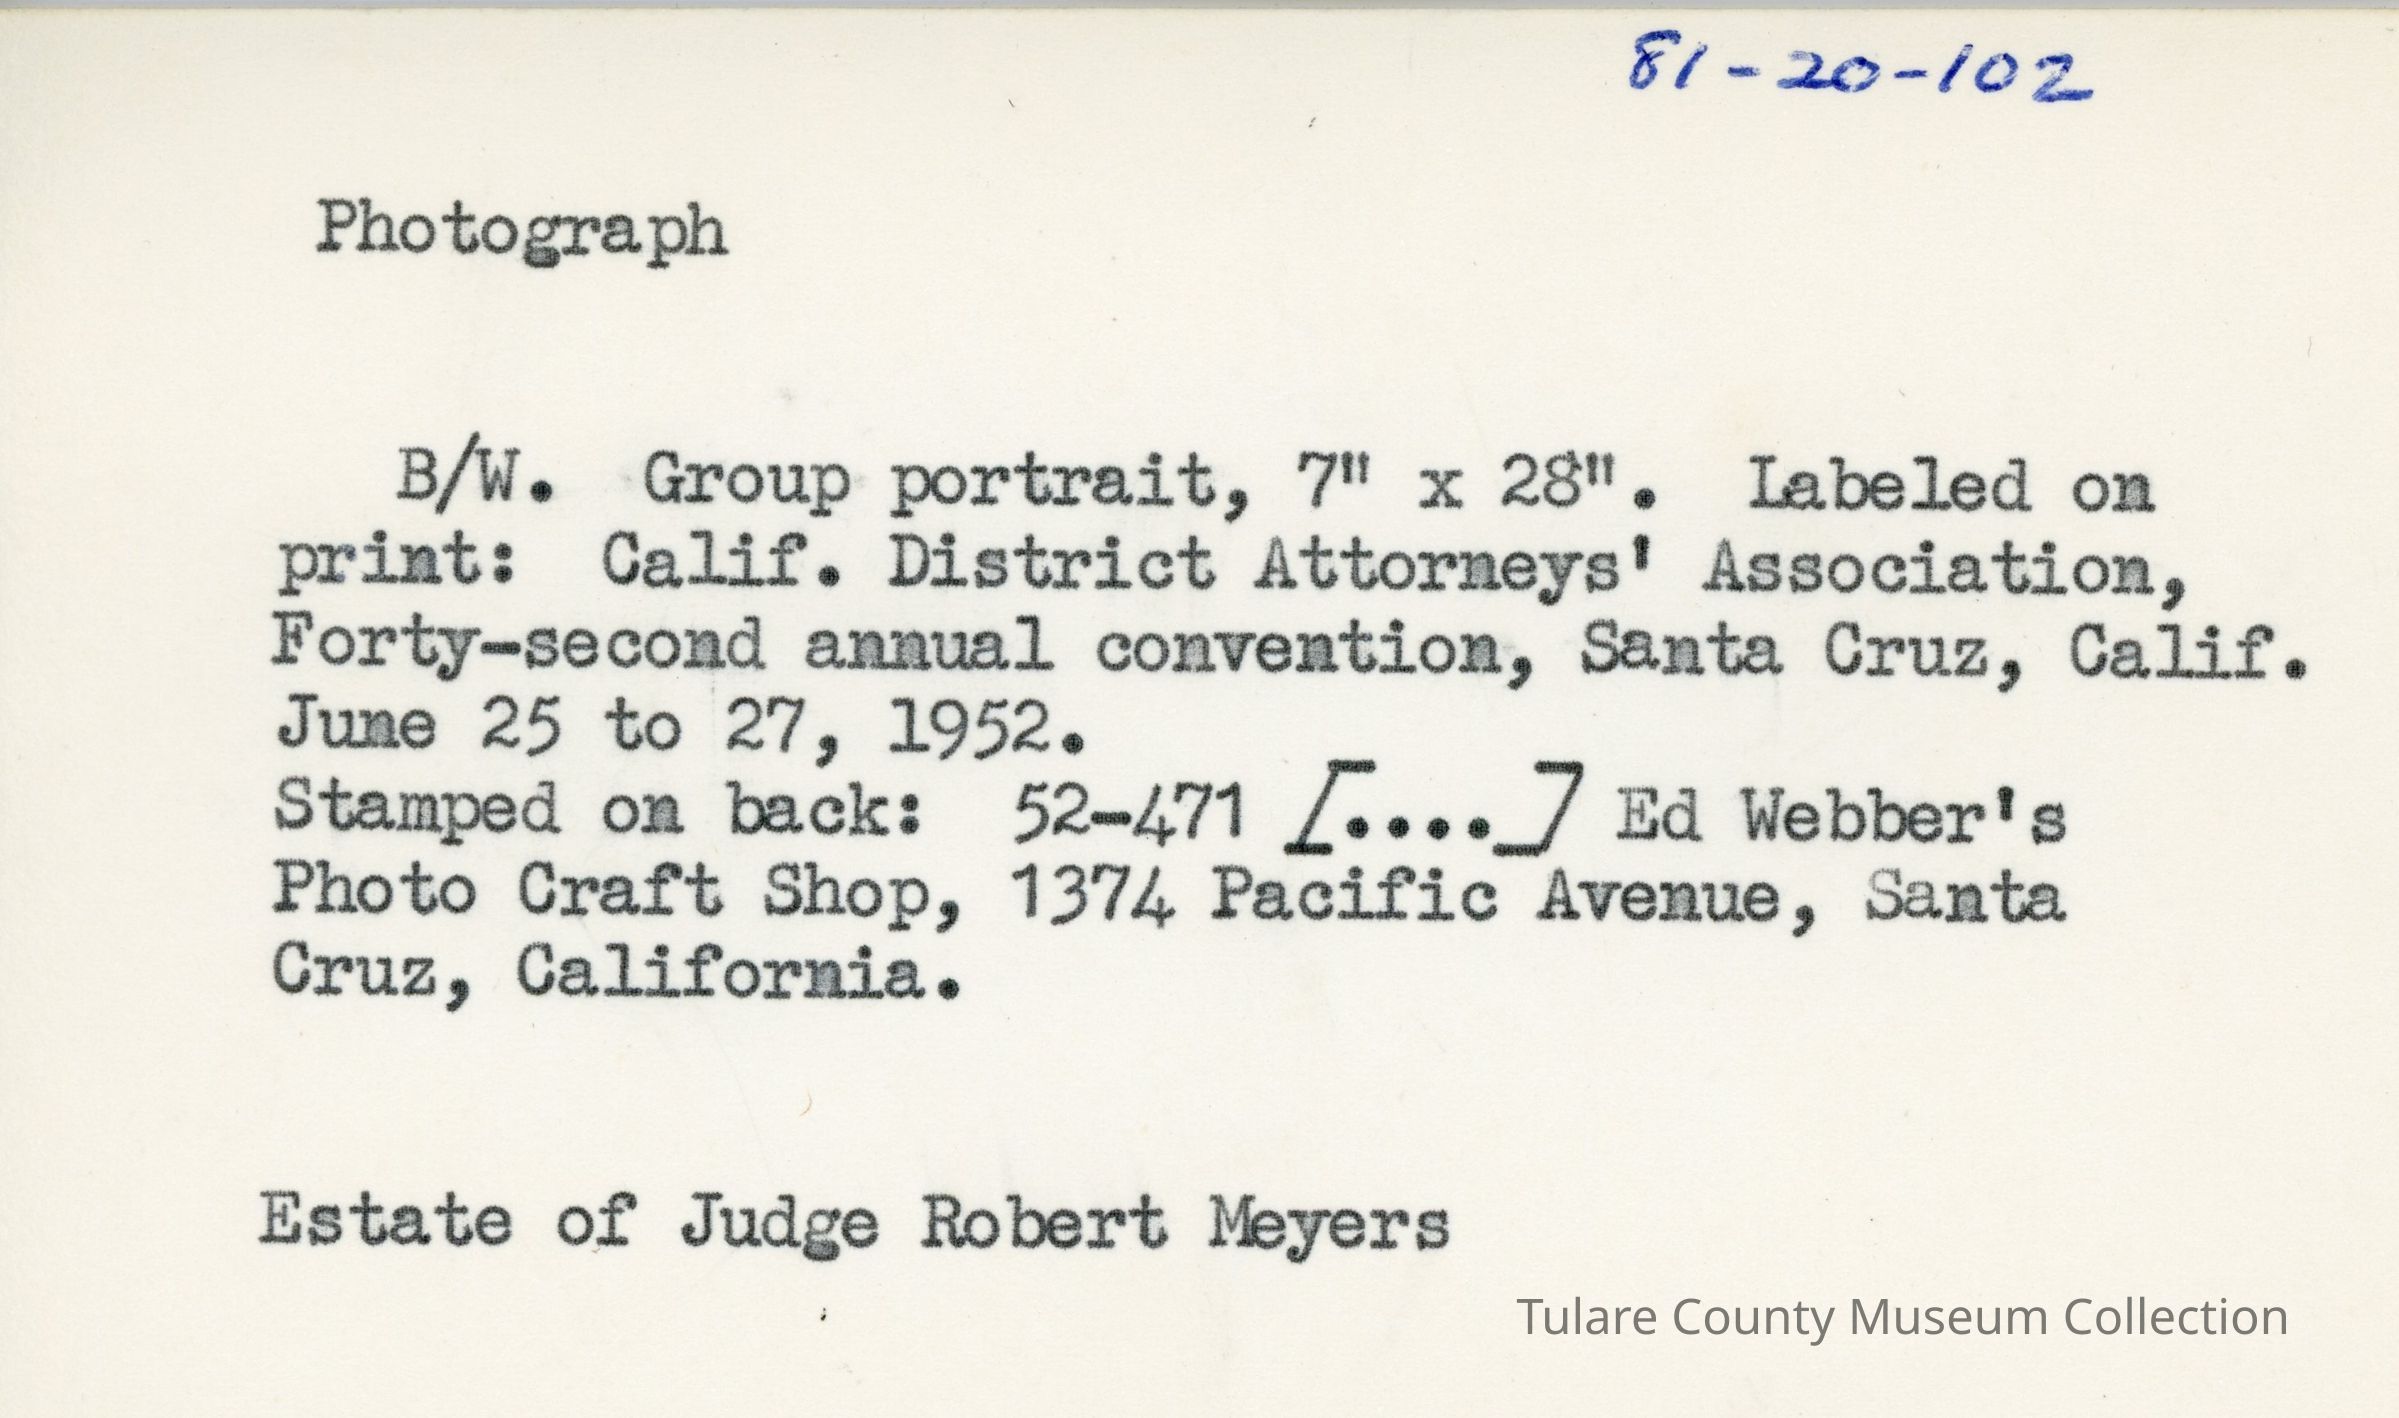 81-20-102
Photograph
B/W. Group portrait, 7" x 28". Labeled on
print: Calif. District Attorneys' Association,
Forty-second annual convention, Santa Cruz, Calif.
June 25 to 27, 1952.
Stamped on back: 52-471 [....] Ed Webber's
Photo Craft Shop, 1374 Pacific Avenue, Santa
Cruz, California.
Estate of Judge Robert Meyers
Tulare County Museum Collection